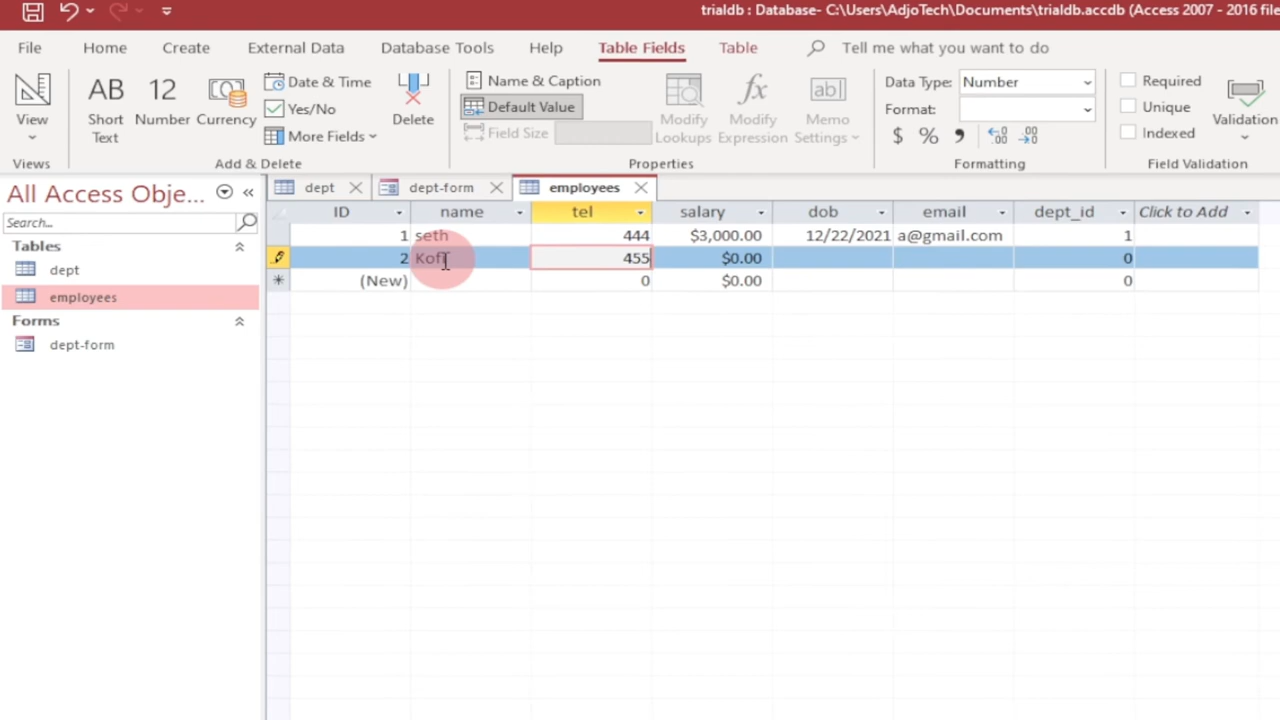 trialdb : Database- C:\Users\AdjoTech\Documents\trialdb.accdb (Access 2007 - 2016 file
File Home Create External Data Database Tools Help Table Fields Table Tell me what you want to do
View
Views
AB Short Text
12 Number
Currency
Date & Time
Yes/No
More Fields
Delete
Add & Delete
Name & Caption
Default Value
Field Size
Modify Lookups
fx Modify Expression
ab Memo Settings
Properties
Data Type: Number
Format:
$ % , ←.0 .00 .00 →.0
Formatting
Required
Unique
Indexed
Validation
Field Validation
All Access Obje...
Search...
Tables
dept
employees
Forms
dept-form
dept dept-form employees
ID name tel salary dob email dept_id Click to Add
1 seth 444 $3,000.00 12/22/2021 a@gmail.com 1
2 Kofi 455 $0.00 0
(New) 0 $0.00 0